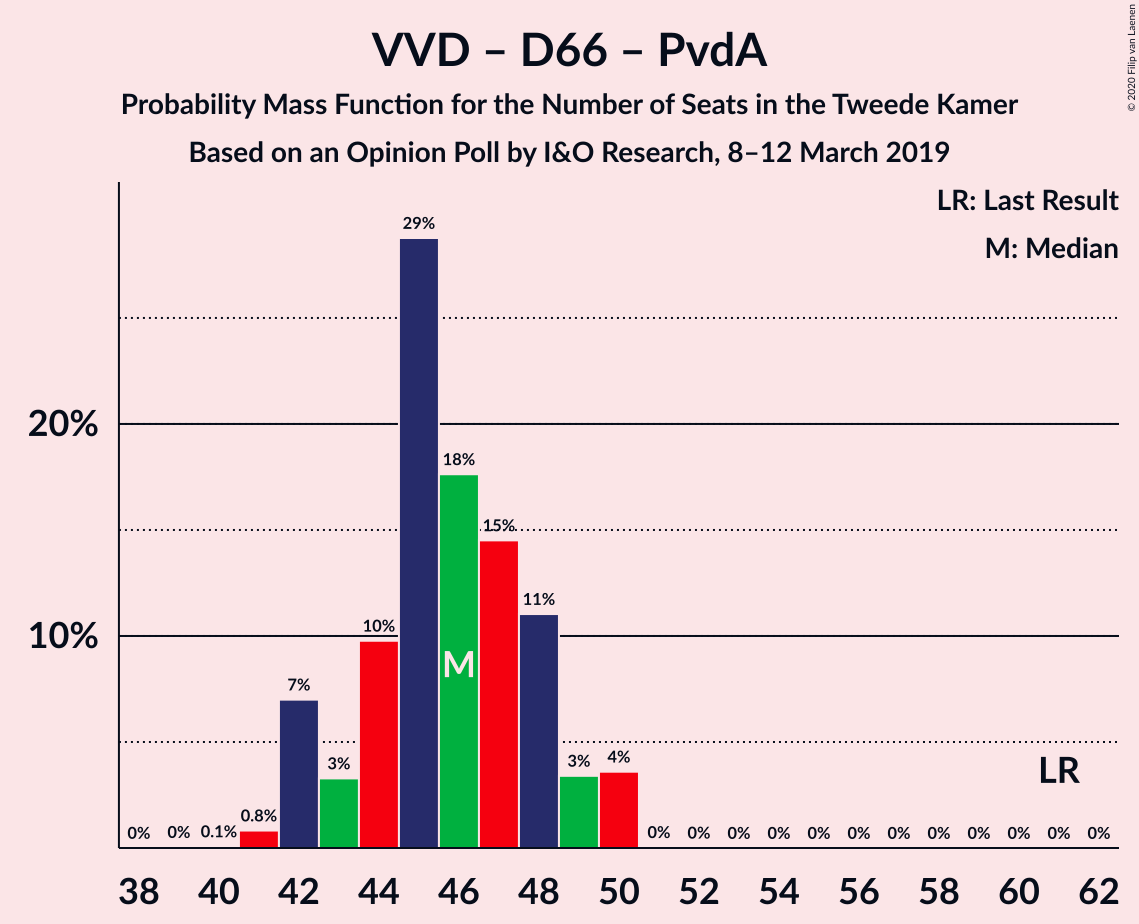 VVD – D66 – PvdA
Probability Mass Function for the Number of Seats in the Tweede Kamer
Based on an Opinion Poll by I&O Research, 8–12 March 2019
© 2020 Filip van Laenen
LR: Last Result
M: Median
20%
10%
0% 0% 0.1% 0.8% 7% 3% 10% 29% 18% 15% 11% 3% 4% 0% 0% 0% 0% 0% 0% 0% 0% 0% 0% 0% 0%
M
LR
38 40 42 44 46 48 50 52 54 56 58 60 62